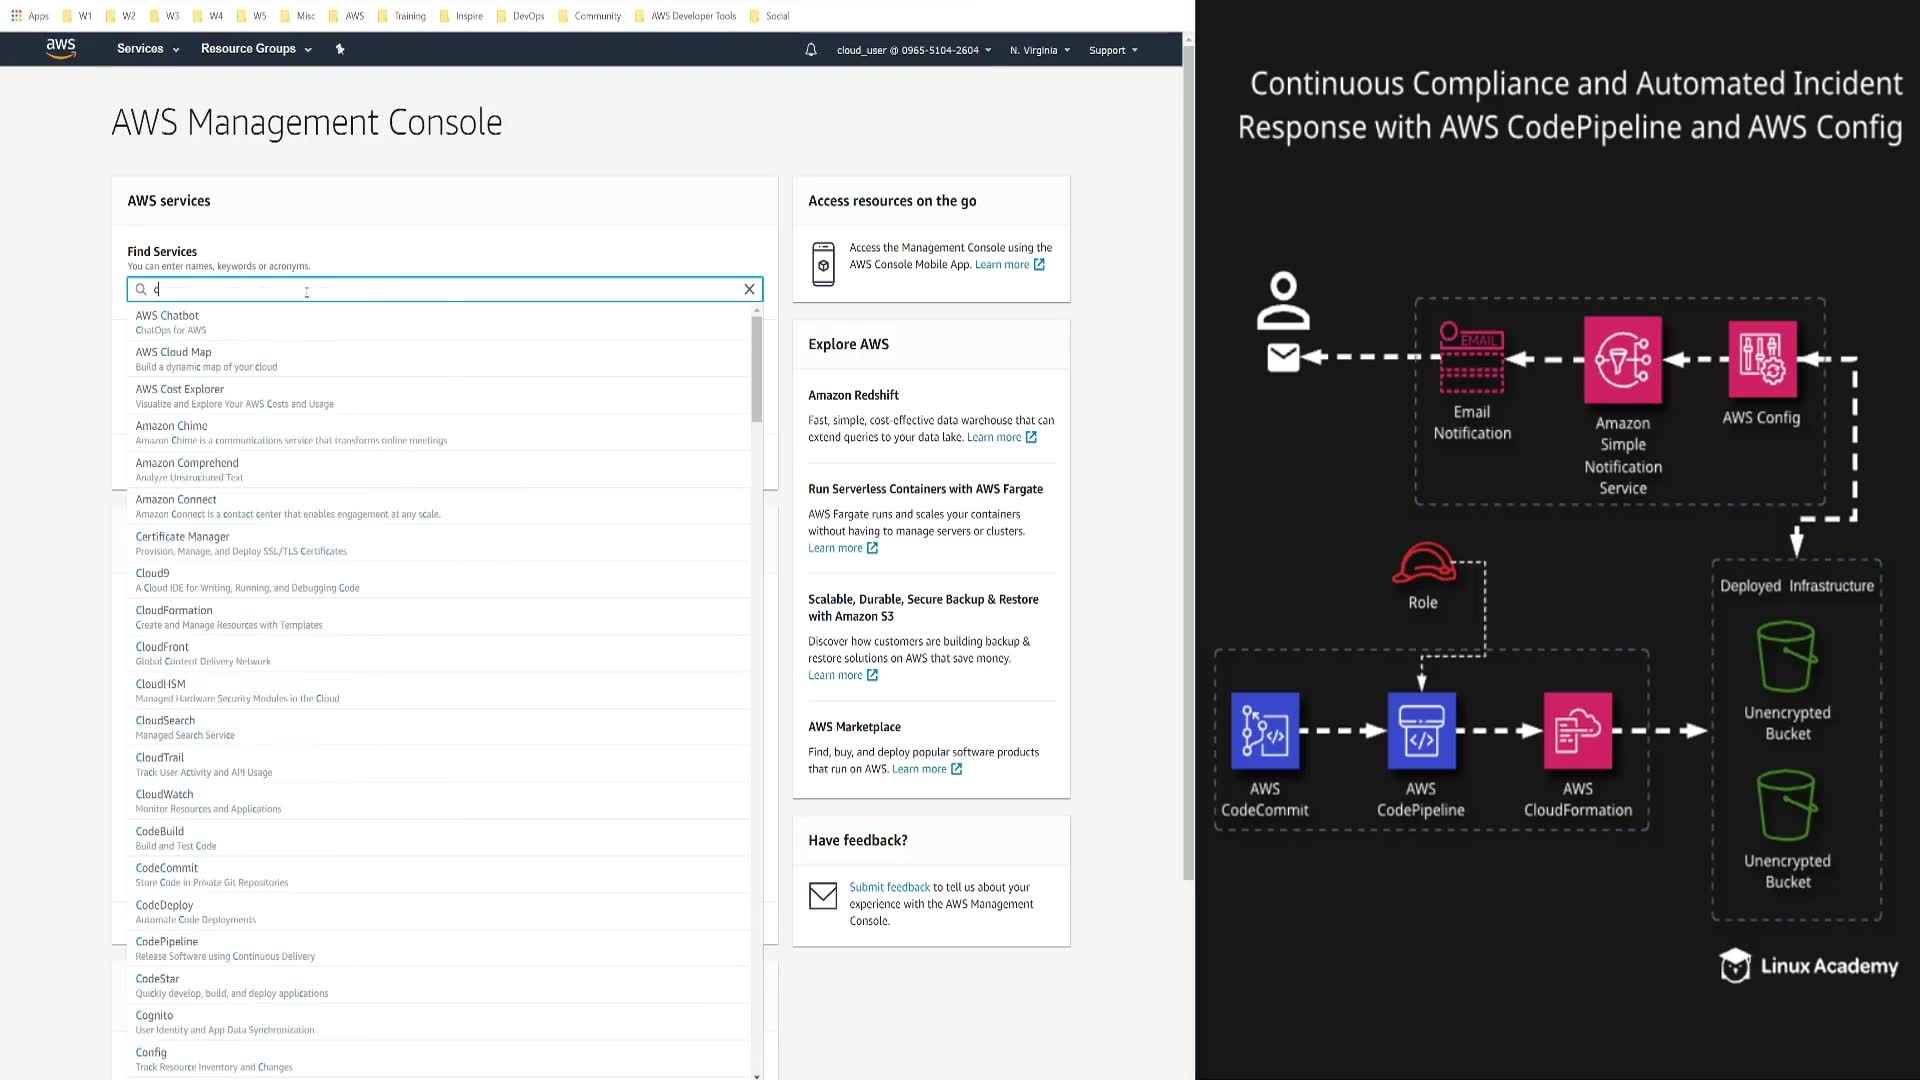 Apps W1 W2 W3 W4 W5 Misc AWS Training Inspire DevOps Community AWS Developer Tools Social
aws Services Resource Groups cloud_user @ 0965-5104-2604 N. Virginia Support
AWS Management Console
AWS services
Find Services
You can enter names, keywords or acronyms.
c
AWS Chatbot
ChatOps for AWS
AWS Cloud Map
Build a dynamic map of your cloud
AWS Cost Explorer
Visualize and Explore Your AWS Costs and Usage
Amazon Chime
Amazon Chime is a communications service that transforms online meetings
Amazon Comprehend
Analyze Unstructured Text
Amazon Connect
Amazon Connect is a contact center that enables engagement at any scale.
Certificate Manager
Provision, Manage, and Deploy SSL/TLS Certificates
Cloud9
A Cloud IDE for Writing, Running, and Debugging Code
CloudFormation
Create and Manage Resources with Templates
CloudFront
Global Content Delivery Network
CloudHSM
Managed Hardware Security Modules in the Cloud
CloudSearch
Managed Search Service
CloudTrail
Track User Activity and API Usage
CloudWatch
Monitor Resources and Applications
CodeBuild
Build and Test Code
CodeCommit
Store Code in Private Git Repositories
CodeDeploy
Automate Code Deployments
CodePipeline
Release Software using Continuous Delivery
CodeStar
Quickly develop, build, and deploy applications
Cognito
User Identity and App Data Synchronization
Config
Track Resource Inventory and Changes
Access resources on the go
Access the Management Console using the
AWS Console Mobile App. Learn more
Explore AWS
Amazon Redshift
Fast, simple, cost-effective data warehouse that can
extend queries to your data lake. Learn more
Run Serverless Containers with AWS Fargate
AWS Fargate runs and scales your containers
without having to manage servers or clusters.
Learn more
Scalable, Durable, Secure Backup & Restore
with Amazon S3
Discover how customers are building backup &
restore solutions on AWS that save money.
Learn more
AWS Marketplace
Find, buy, and deploy popular software products
that run on AWS. Learn more
Have feedback?
Submit feedback to tell us about your
experience with the AWS Management
Console.
Continuous Compliance and Automated Incident
Response with AWS CodePipeline and AWS Config
EMAIL
Email
Notification
Amazon
Simple
Notification
Service
AWS Config
Role
Deployed Infrastructure
Unencrypted
Bucket
Unencrypted
Bucket
AWS
CodeCommit
AWS
CodePipeline
AWS
CloudFormation
Linux Academy